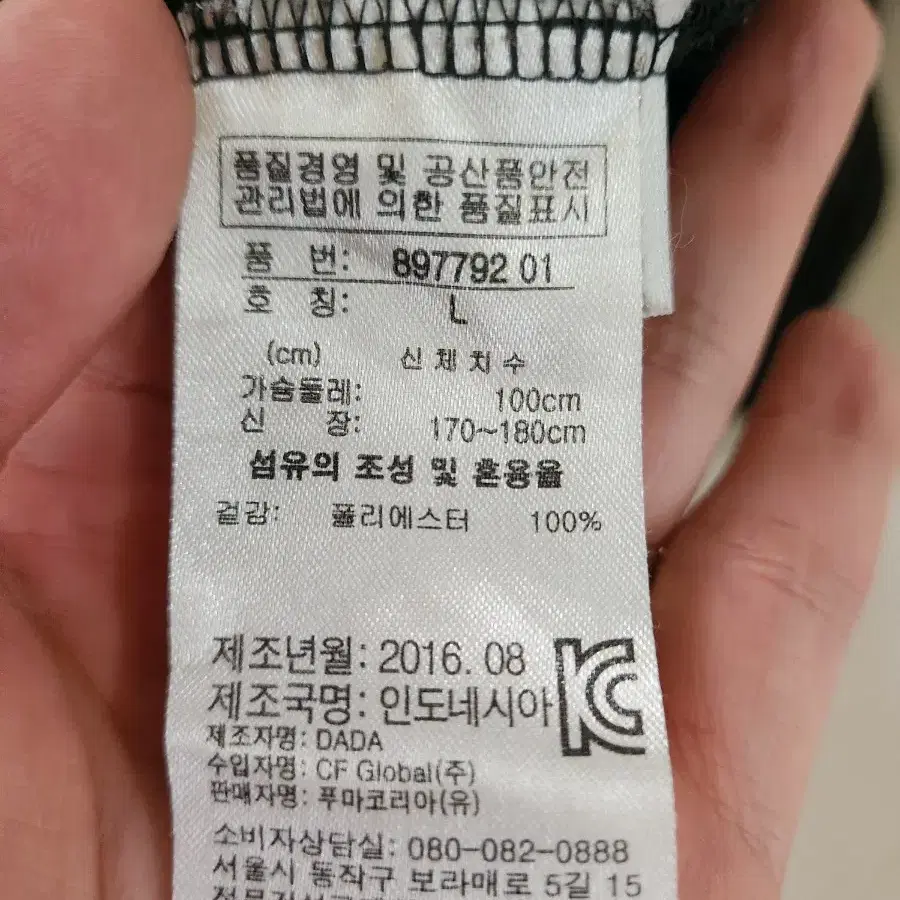 품질경영 및 공산품안전
관리법에 의한 품질표시
품 번: 897792 01
호 칭: L
(cm) 신체치수
가슴둘레: 100cm
신 장: 170~180cm
섬유의 조성 및 혼용율
겉감: 폴리에스터 100%
제조년월: 2016. 08
제조국명: 인도네시아
제조자명: DADA
수입자명: CF Global(주)
판매자명: 푸마코리아(유)
소비자상담실: 080-082-0888
서울시 동작구 보라매로 5길 15